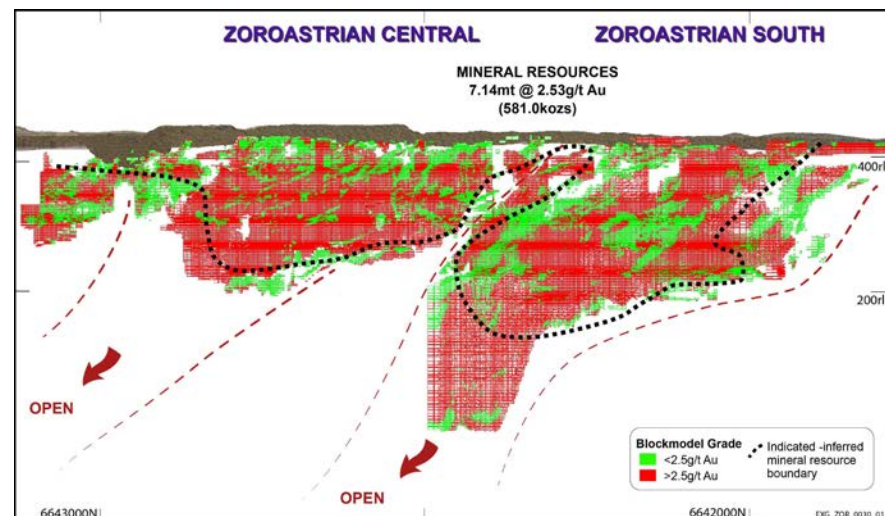 ZOROASTRIAN CENTRAL
ZOROASTRIAN SOUTH
MINERAL RESOURCES
7.14mt @ 2.53g/t Au
(581.0kozs)
400rl
200rl
OPEN
OPEN
Blockmodel Grade
<2.5g/t Au
>2.5g/t Au
Indicated -inferred
mineral resource
boundary
6643000N
6642000N
EXG_ZOR_0030_01